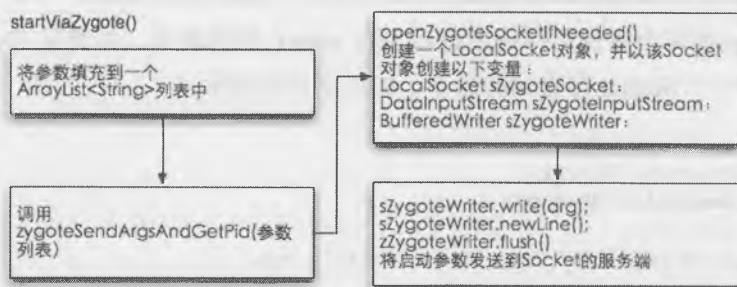 startViaZygote()
将参数填充到一个
ArrayList<String>列表中
调用
zygoteSendArgsAndGetPid(参数
列表)
openZygoteSocketIfNeeded()
创建一个LocalSocket对象，并以该Socket
对象创建以下变量：
LocalSocket sZygoteSocket；
DataInputStream sZygoteInputStream；
BufferedWriter sZygoteWriter；
sZygoteWriter.write(arg);
sZygoteWriter.newLine();
zZygoteWriter.flush()
将启动参数发送到Socket的服务端